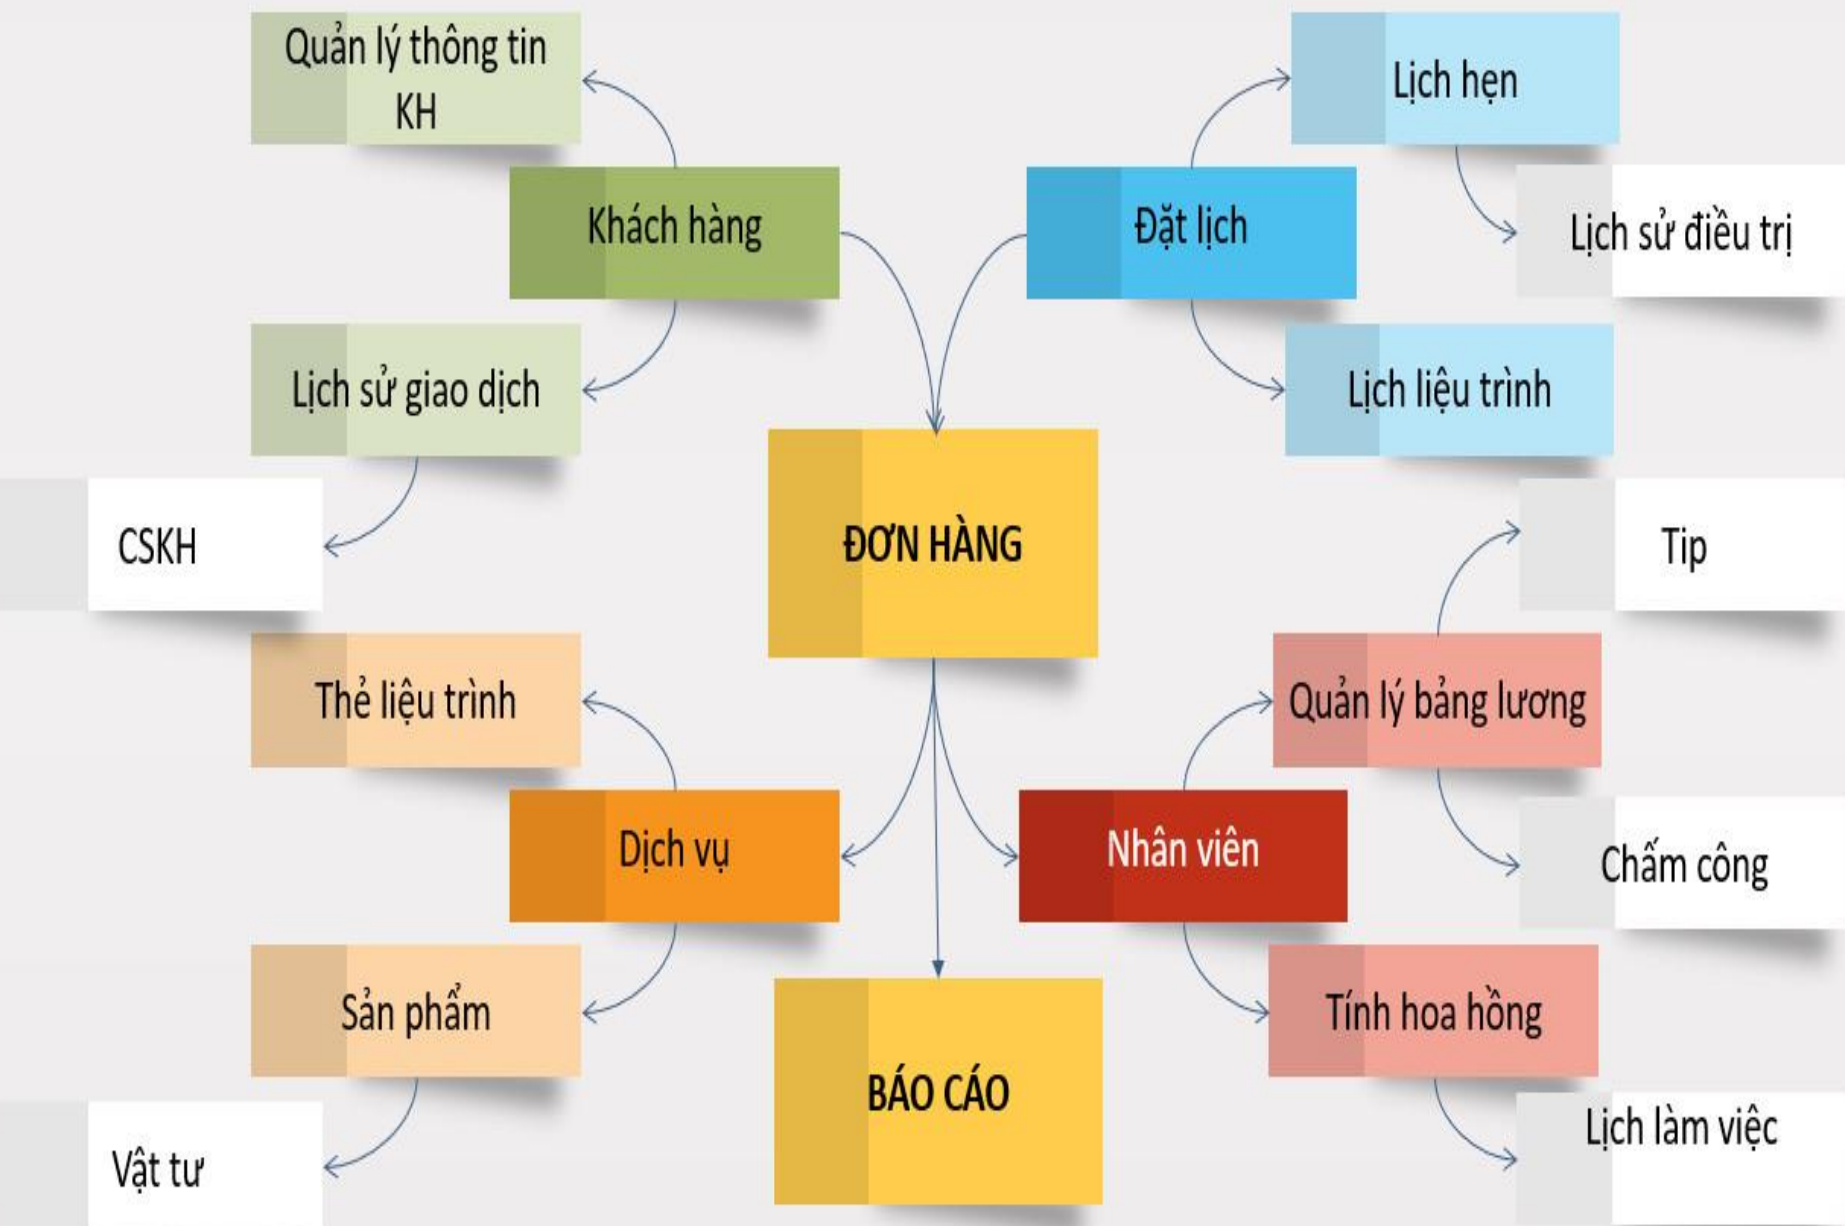 Quản lý thông tin
KH
Lịch hẹn
Khách hàng
Đặt lịch
Lịch sử điều trị
Lịch sử giao dịch
Lịch liệu trình
CSKH
ĐƠN HÀNG
Tip
Thẻ liệu trình
Quản lý bảng lương
Dịch vụ
Nhân viên
Chấm công
Sản phẩm
Tính hoa hồng
BÁO CÁO
Lịch làm việc
Vật tư